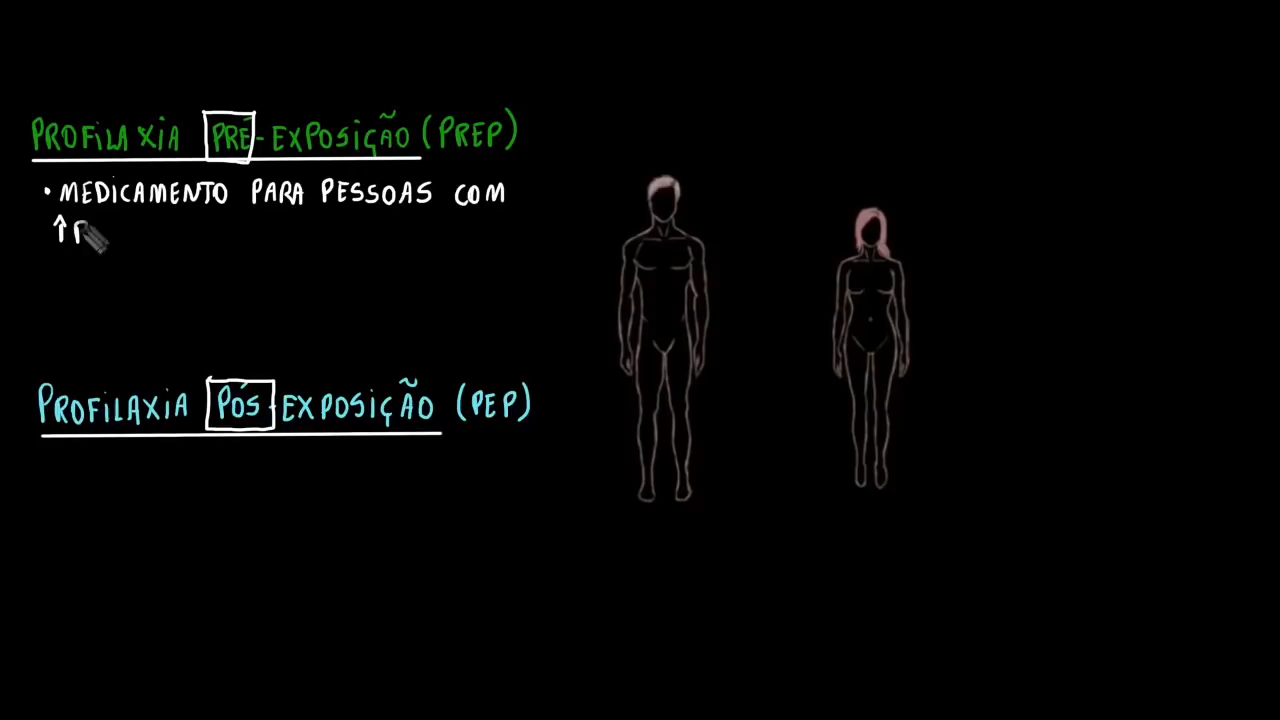 PROFILAXIA PRÉ-EXPOSIÇÃO (PREP)
• MEDICAMENTO PARA PESSOAS COM
↑
PROFILAXIA PÓS-EXPOSIÇÃO (PEP)